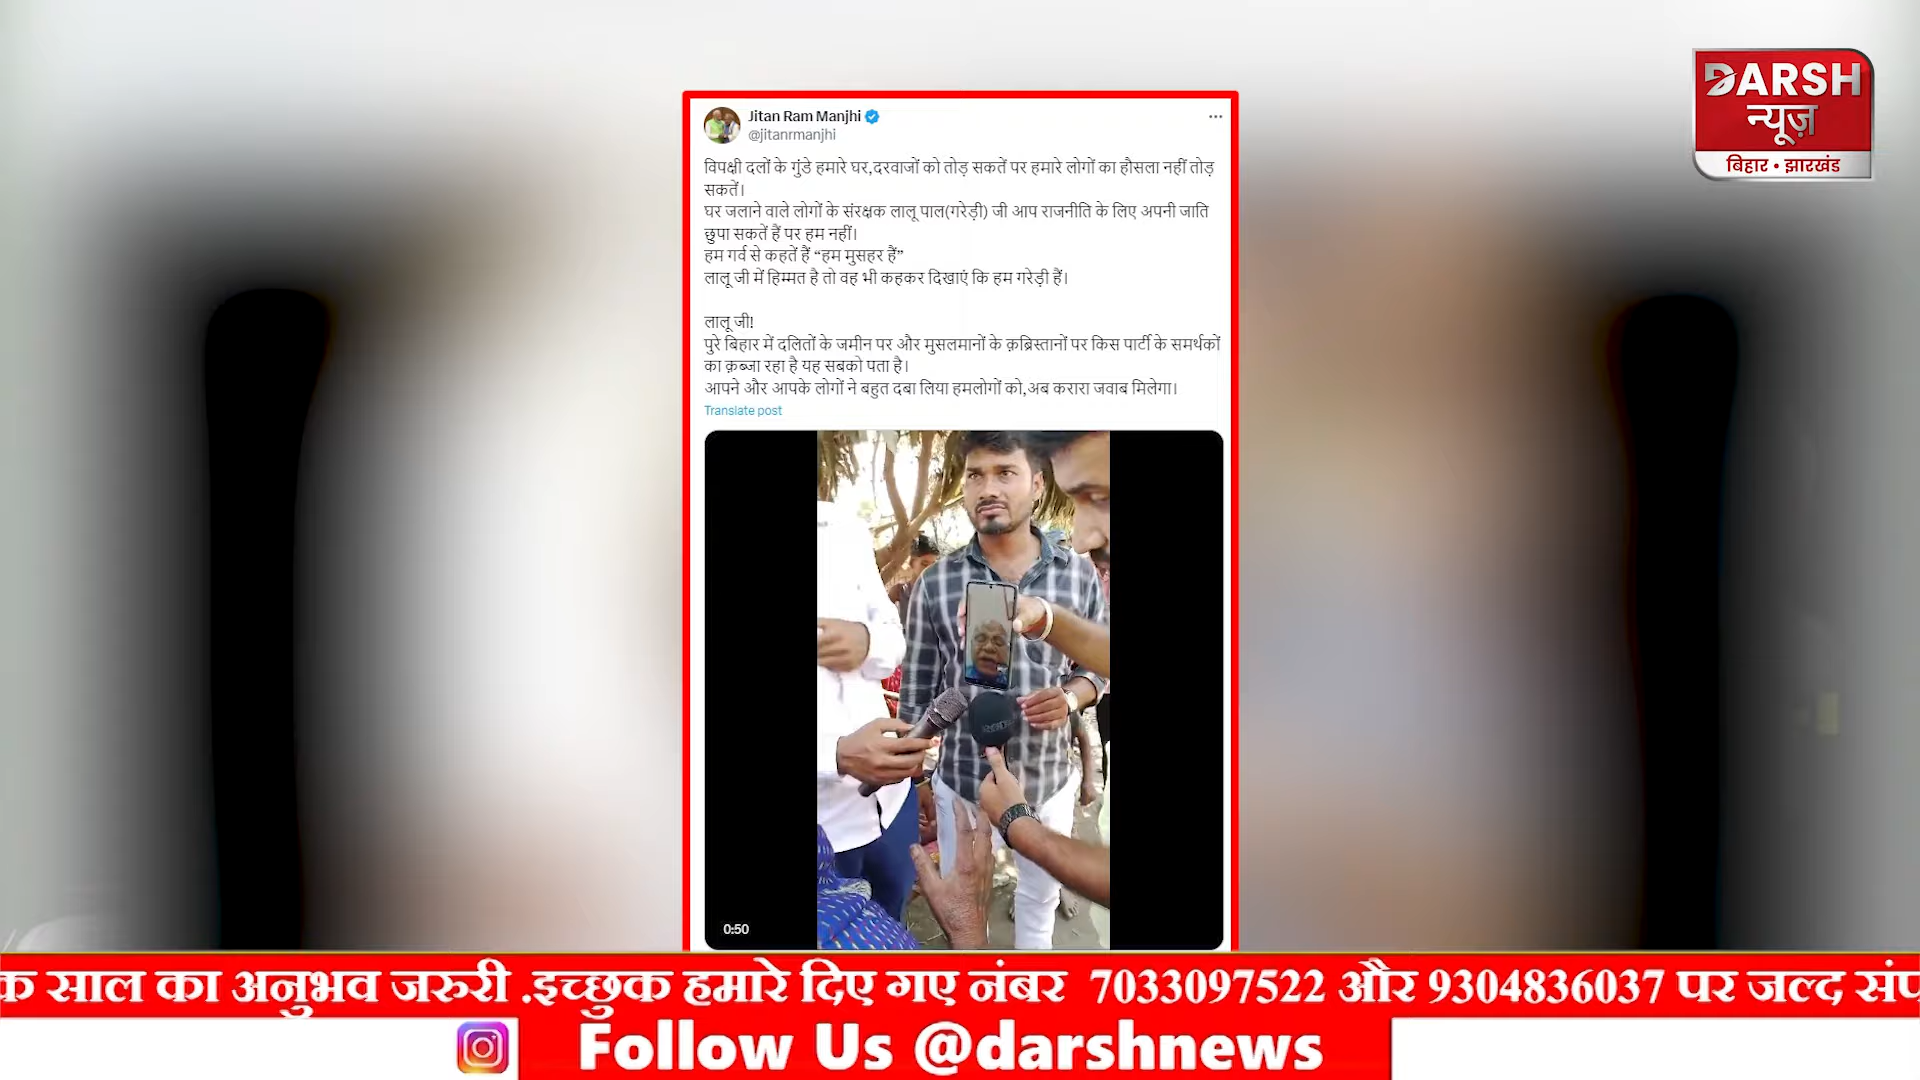 DARSH
न्यूज़
बिहार • झारखंड
Jitan Ram Manjhi
@jitanrmanjhi
विपक्षी दलों के गुंडे हमारे घर,दरवाजों को तोड़ सकतें पर हमारे लोगों का हौसला नहीं तोड़
सकतें।
घर जलाने वाले लोगों के संरक्षक लालू पाल(गरेड़ी) जी आप राजनीति के लिए अपनी जाति
छुपा सकतें हैं पर हम नहीं।
हम गर्व से कहतें हैं “हम मुसहर हैं”
लालू जी में हिम्मत है तो वह भी कहकर दिखाएं कि हम गरेड़ी हैं।
लालू जी!
पुरे बिहार में दलितों के जमीन पर और मुसलमानों के क़ब्रिस्तानों पर किस पार्टी के समर्थकों
का क़ब्जा रहा है यह सबको पता है।
आपने और आपके लोगों ने बहुत दबा लिया हमलोगों को,अब करारा जवाब मिलेगा।
Translate post
0:50
क साल का अनुभव जरुरी .इच्छुक हमारे दिए गए नंबर 7033097522 और 9304836037 पर जल्द संप
Follow Us @darshnews